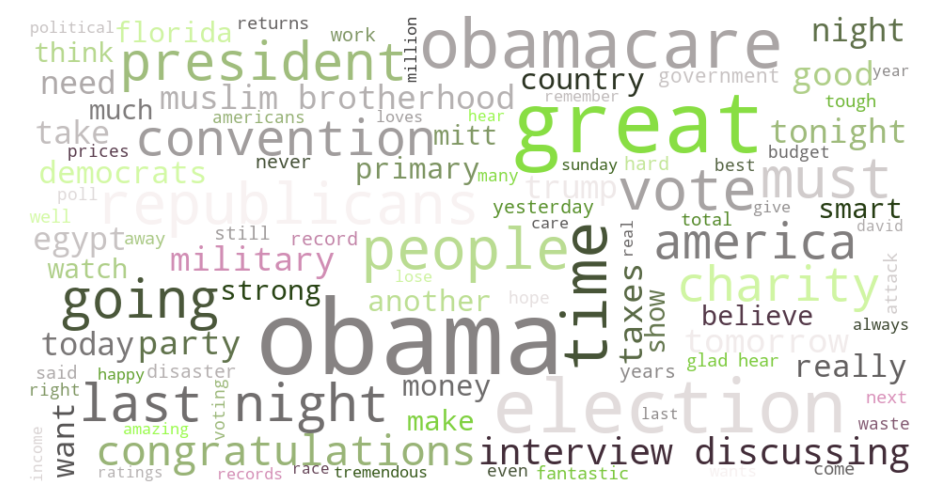 political florida returns work million obamacare night
think president need country government good year
much muslim brotherhood remember great tough
take americans loves hear convention mitt tonight
prices never primary many sunday hard best budget
democrats trump vote must
poll republicans yesterday care total give smart
well egypt away still record people time real america david
watch military lose attack
going strong another hope taxes show charity
obama believe always
today party tomorrow
said happy disaster money glad hear really
right years
want last night voting make election last next
amazing waste
income congratulations interview discussing
ratings records race tremendous even fantastic wants come